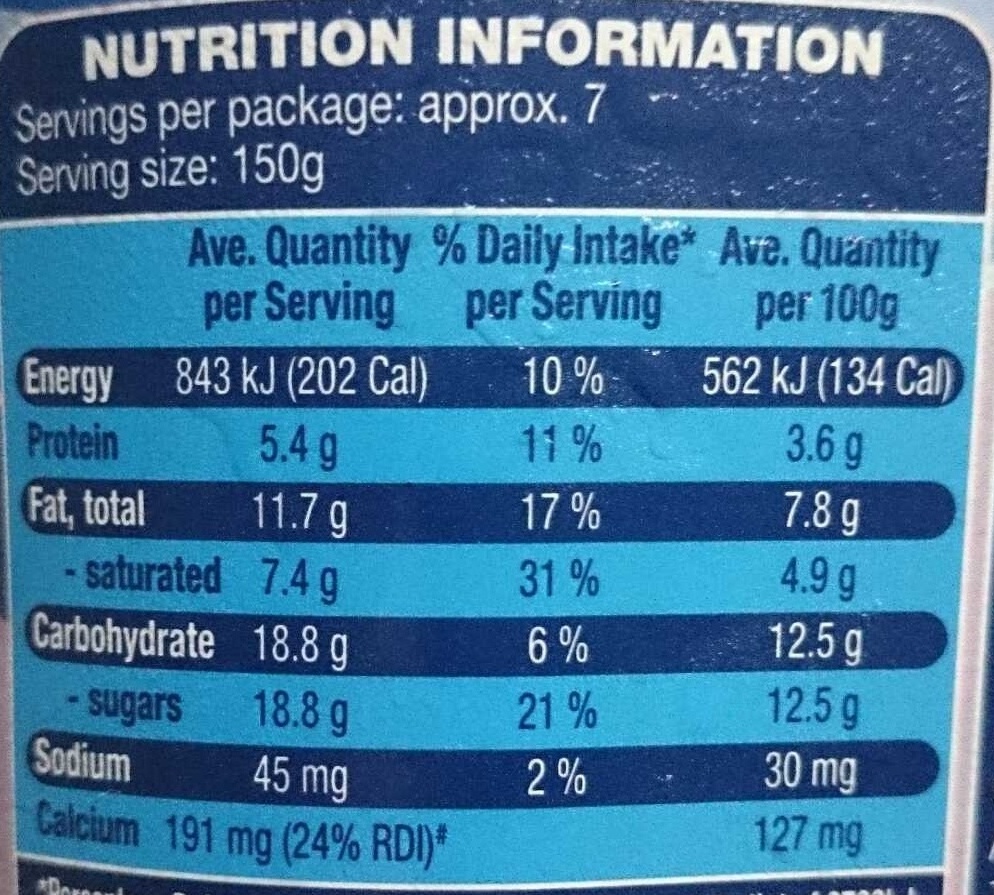 NUTRITION INFORMATION
Servings per package: approx. 7
Serving size: 150g
Ave. Quantity % Daily Intake* Ave. Quantity
per Serving per Serving per 100g
Energy 843 kJ (202 Cal) 10 % 562 kJ (134 Cal)
Protein 5.4 g 11 % 3.6 g
Fat, total 11.7 g 17 % 7.8 g
- saturated 7.4 g 31 % 4.9 g
Carbohydrate 18.8 g 6 % 12.5 g
- sugars 18.8 g 21 % 12.5 g
Sodium 45 mg 2 % 30 mg
Calcium 191 mg (24% RDI)# 127 mg